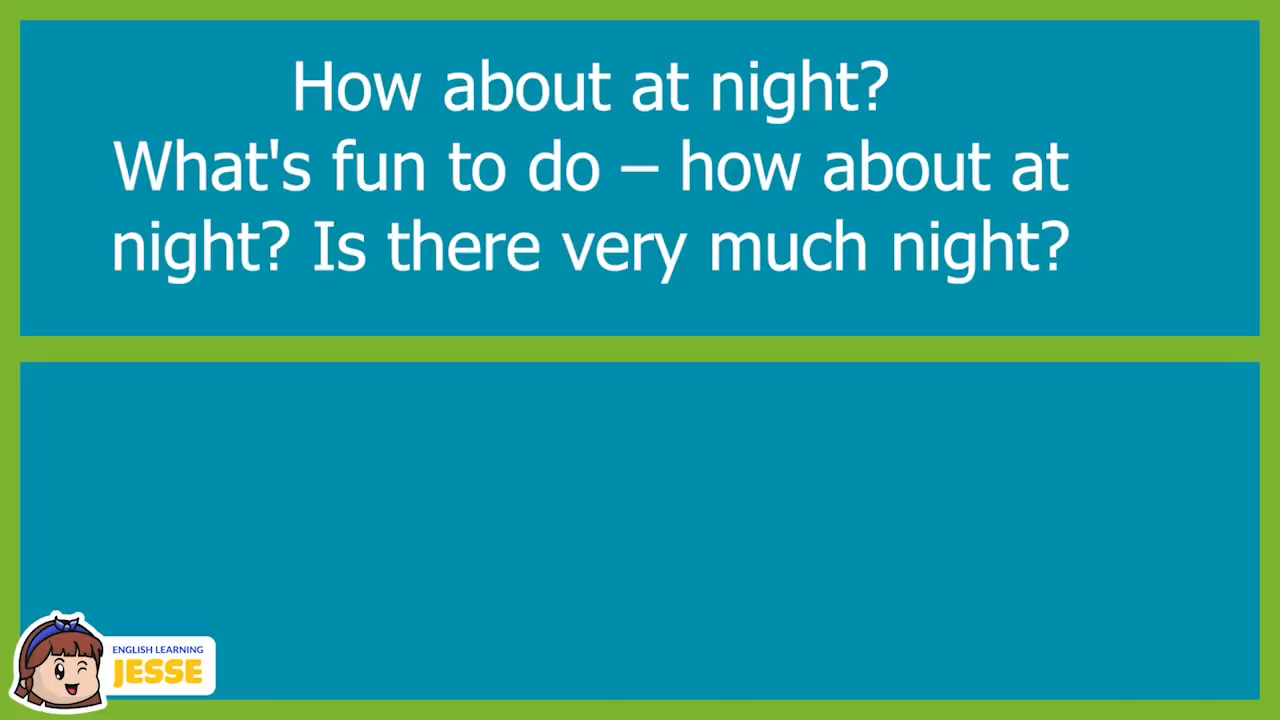 How about at night?
What's fun to do – how about at
night? Is there very much night?
ENGLISH LEARNING
JESSE